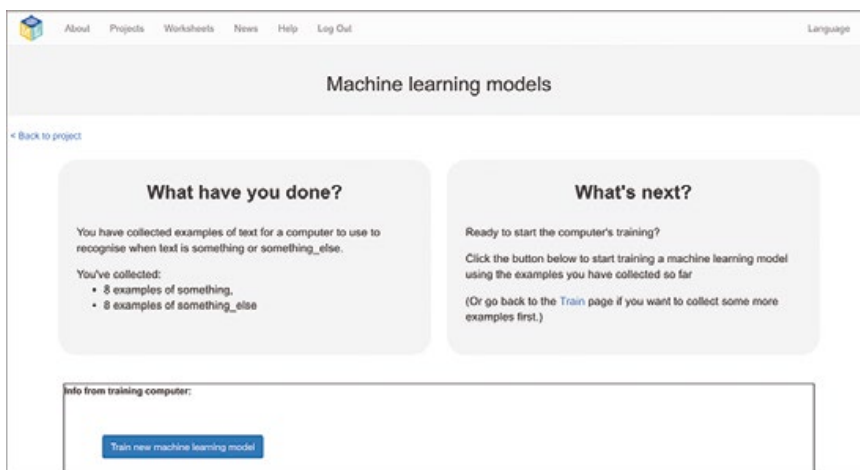 About Projects Worksheets News Help Log Out Language
Machine learning models
< Back to project
What have you done?
You have collected examples of text for a computer to use to
recognise when text is something or something_else.
You've collected:
• 8 examples of something,
• 8 examples of something_else
What's next?
Ready to start the computer's training?
Click the button below to start training a machine learning model
using the examples you have collected so far
(Or go back to the Train page if you want to collect some more
examples first.)
Info from training computer:
Train new machine learning model